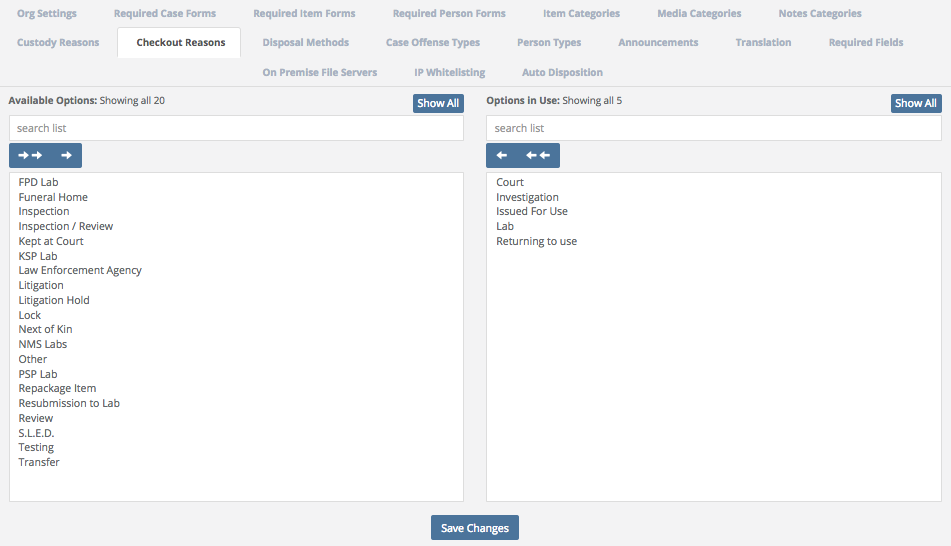 Org Settings Required Case Forms Required Item Forms Required Person Forms Item Categories Media Categories Notes Categories
Custody Reasons Checkout Reasons Disposal Methods Case Offense Types Person Types Announcements Translation Required Fields
On Premise File Servers IP Whitelisting Auto Disposition
Available Options: Showing all 20 Show All
search list
FPD Lab
Funeral Home
Inspection
Inspection / Review
Kept at Court
KSP Lab
Law Enforcement Agency
Litigation
Litigation Hold
Lock
Next of Kin
NMS Labs
Other
PSP Lab
Repackage Item
Resubmission to Lab
Review
S.L.E.D.
Testing
Transfer
Options in Use: Showing all 5 Show All
search list
Court
Investigation
Issued For Use
Lab
Returning to use
Save Changes